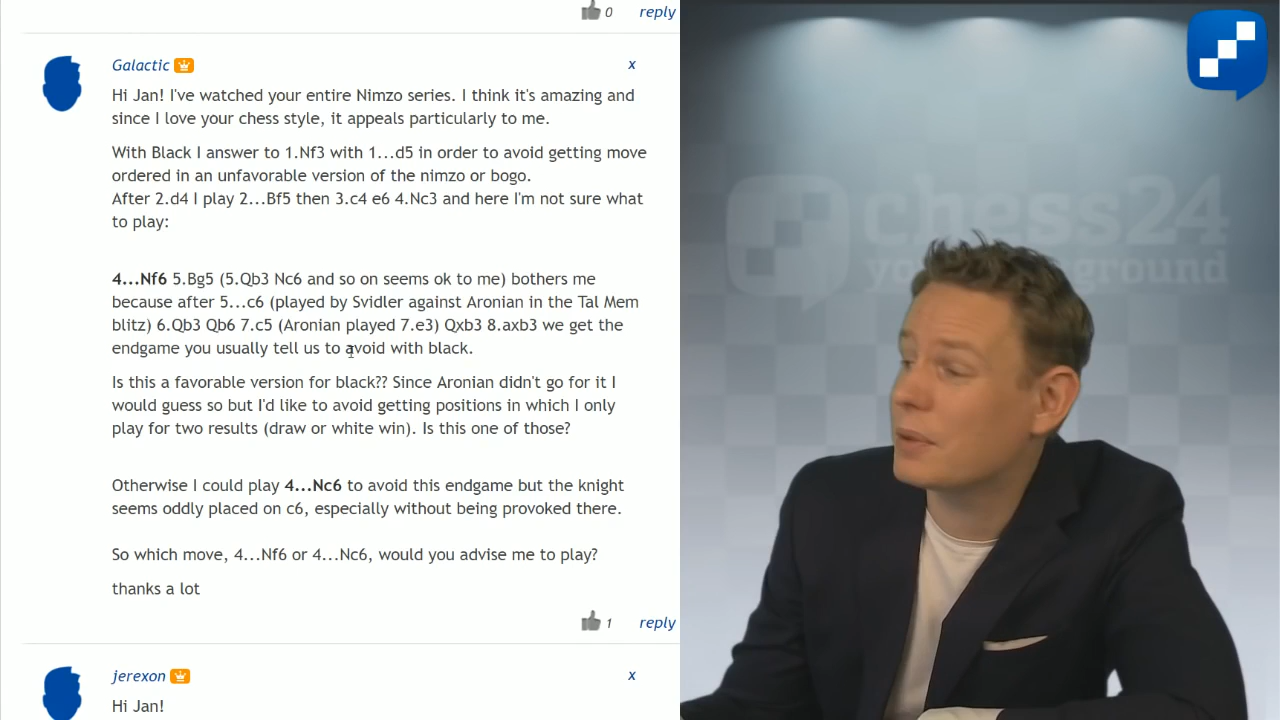 0 reply
Galactic x
Hi Jan! I've watched your entire Nimzo series. I think it's amazing and
since I love your chess style, it appeals particularly to me.
With Black I answer to 1.Nf3 with 1...d5 in order to avoid getting move
ordered in an unfavorable version of the nimzo or bogo.
After 2.d4 I play 2...Bf5 then 3.c4 e6 4.Nc3 and here I'm not sure what
to play:
4...Nf6 5.Bg5 (5.Qb3 Nc6 and so on seems ok to me) bothers me
because after 5...c6 (played by Svidler against Aronian in the Tal Mem
blitz) 6.Qb3 Qb6 7.c5 (Aronian played 7.e3) Qxb3 8.axb3 we get the
endgame you usually tell us to avoid with black.
Is this a favorable version for black?? Since Aronian didn't go for it I
would guess so but I'd like to avoid getting positions in which I only
play for two results (draw or white win). Is this one of those?
Otherwise I could play 4...Nc6 to avoid this endgame but the knight
seems oddly placed on c6, especially without being provoked there.
So which move, 4...Nf6 or 4...Nc6, would you advise me to play?
thanks a lot
1 reply
jerexon x
Hi Jan!
chess24
ground